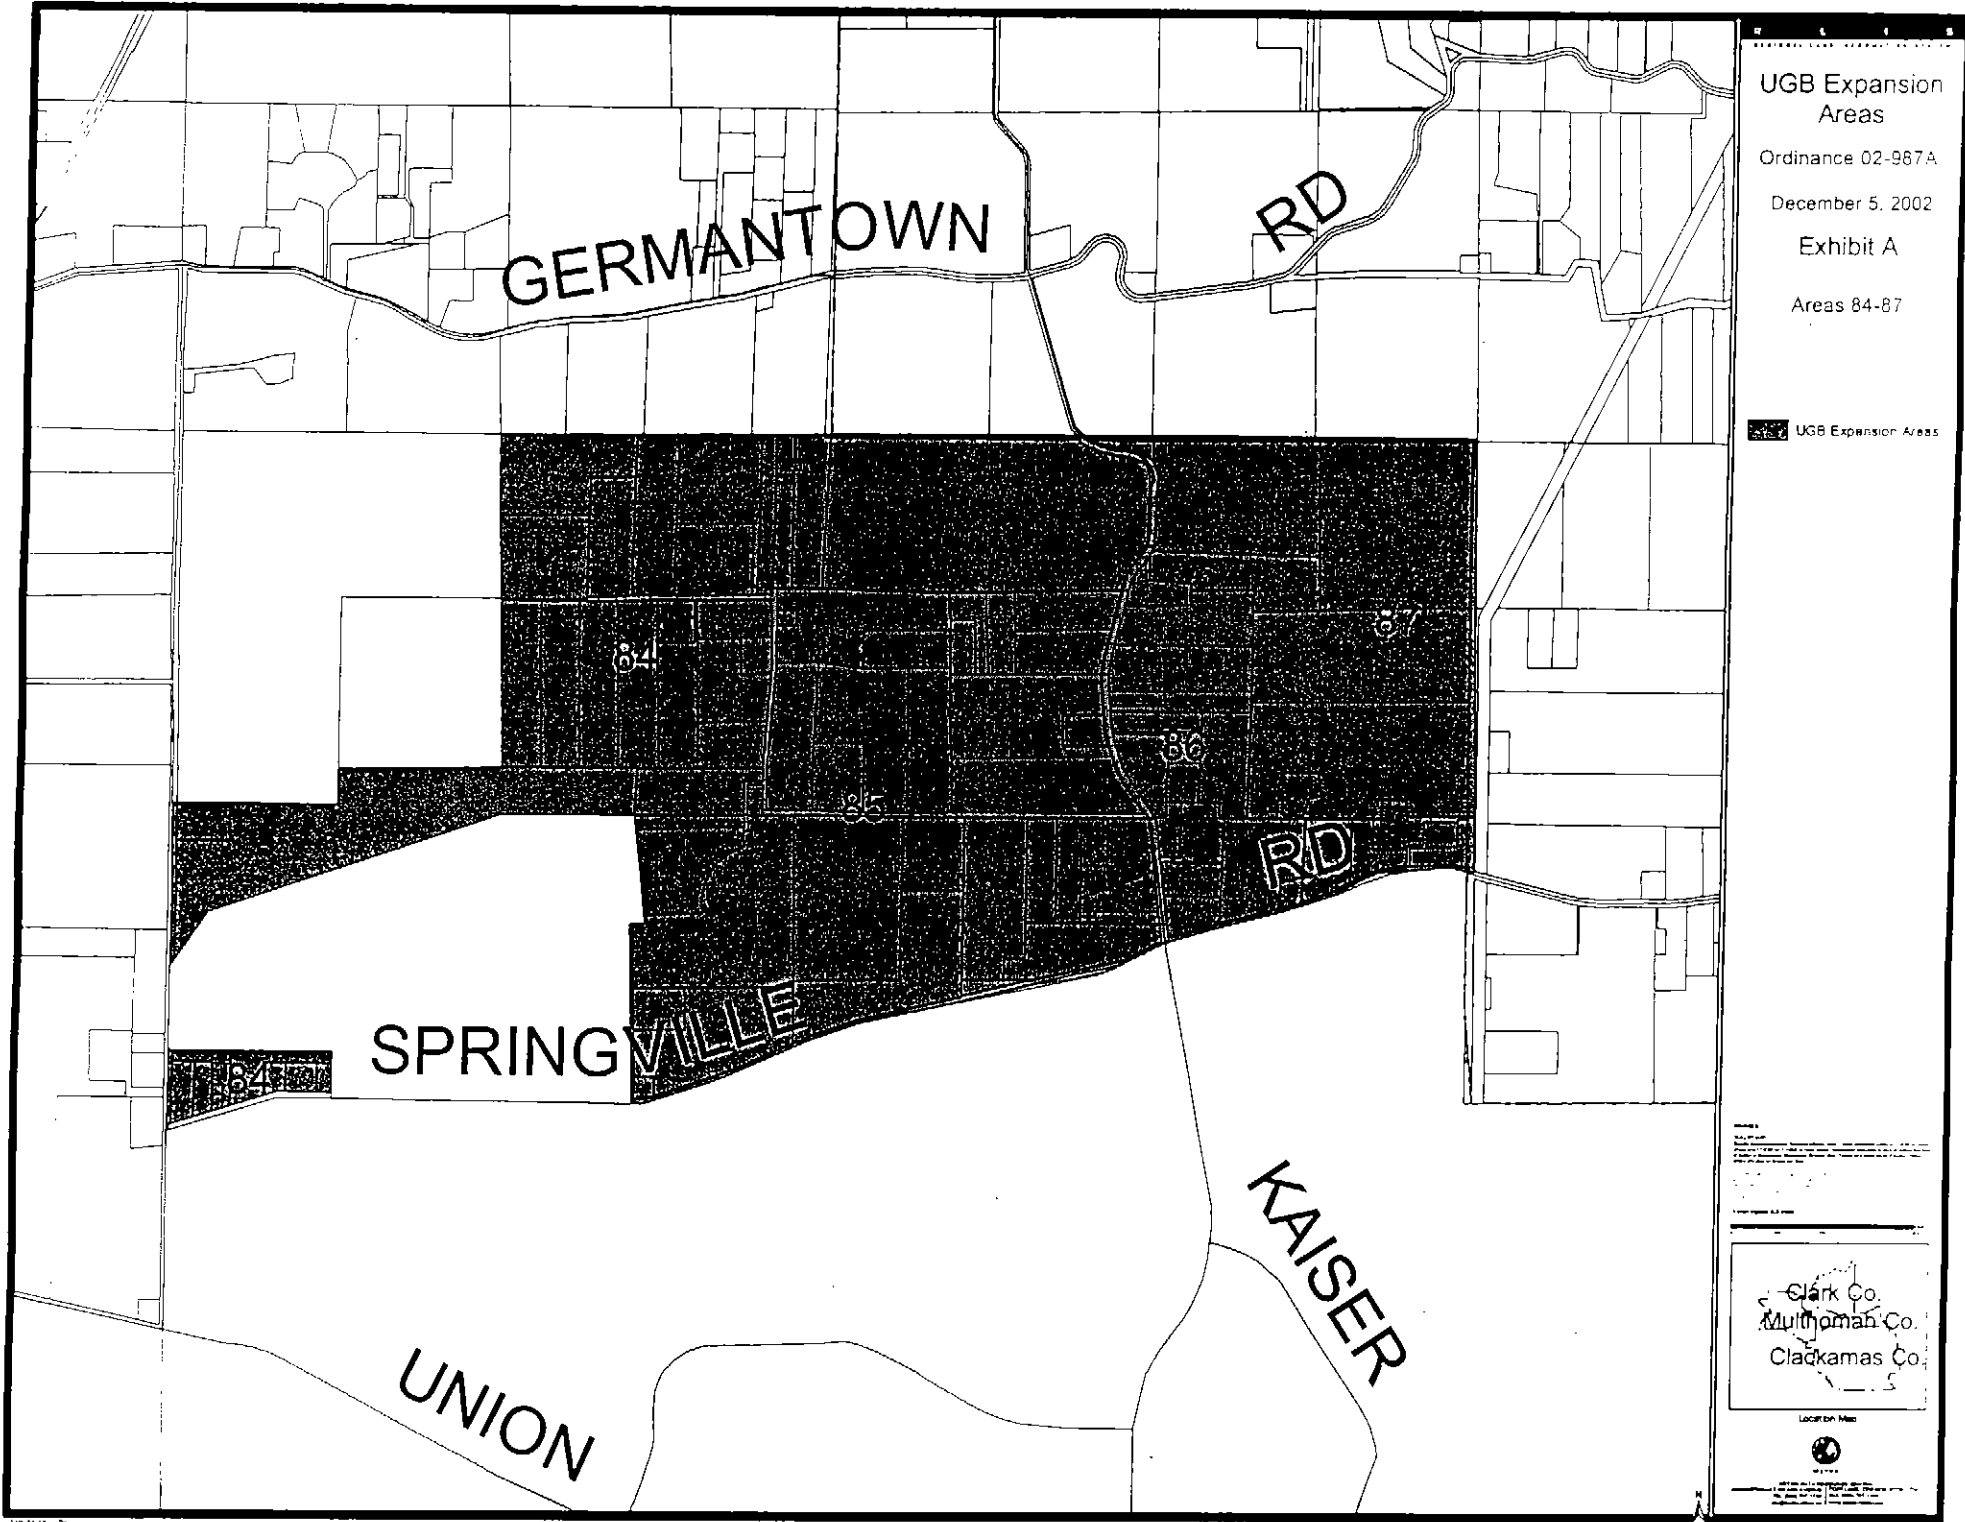 R L I S
UGB Expansion
Areas
Ordinance 02-987A
December 5, 2002
Exhibit A
Areas 84-87
UGB Expansion Areas
GERMANTOWN RD
84
87
86
85
RD
SPRINGVILLE
84
KAISER
UNION
Clark Co.
Multnomah Co.
Clackamas Co.
Location Map
METRO
N